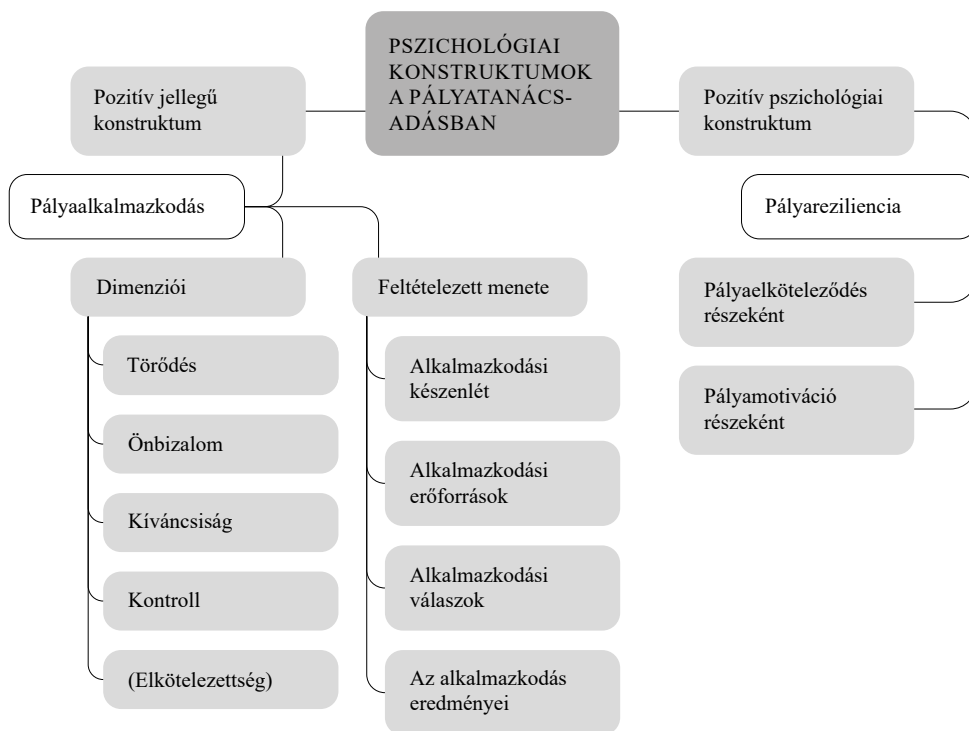 PSZICHOLÓGIAI
KONSTRUKTUMOK
A PÁLYATANÁCS-
ADÁSBAN
Pozitív jellegű
konstruktum
Pozitív pszichológiai
konstruktum
Pályaalkalmazkodás
Pályareziliencia
Dimenziói
Törődés
Önbizalom
Kíváncsiság
Kontroll
(Elkötelezettség)
Feltételezett menete
Alkalmazkodási
készenlét
Alkalmazkodási
erőforrások
Alkalmazkodási
válaszok
Az alkalmazkodás
eredményei
Pályaelköteleződés
részeként
Pályamotiváció
részeként